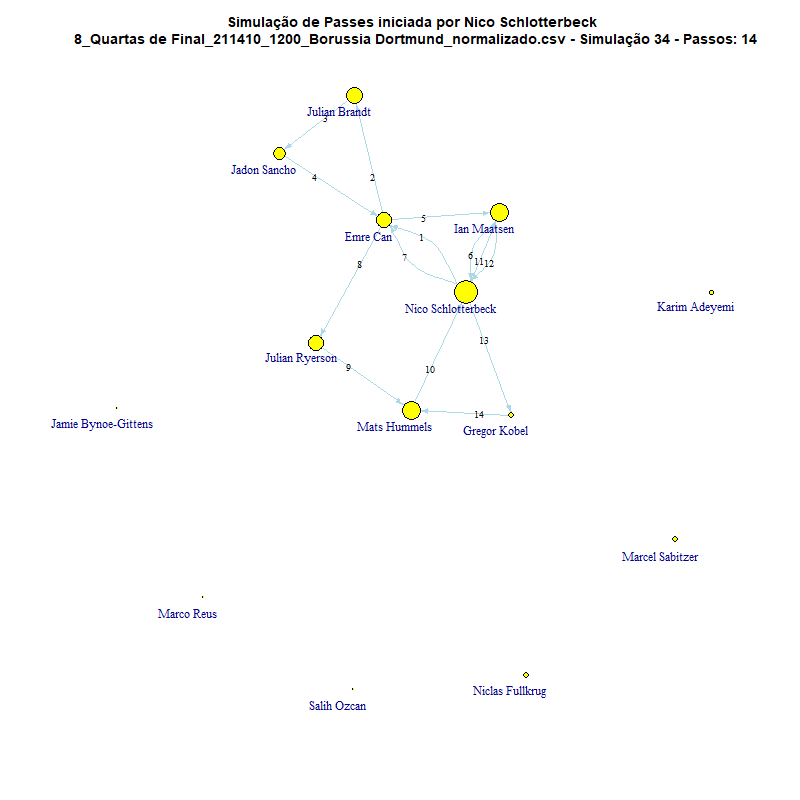 Simulação de Passes iniciada por Nico Schlotterbeck
8_Quartas de Final_211410_1200_Borussia Dortmund_normalizado.csv - Simulação 34 - Passos: 14
Julian Brandt
3
Jadon Sancho
4
2
5
Ian Maatsen
Emre Can
1
7
6
11
12
8
Nico Schlotterbeck
Karim Adeyemi
13
Julian Ryerson
9
10
14
Mats Hummels
Gregor Kobel
Jamie Bynoe-Gittens
Marcel Sabitzer
Marco Reus
Niclas Fullkrug
Salih Ozcan